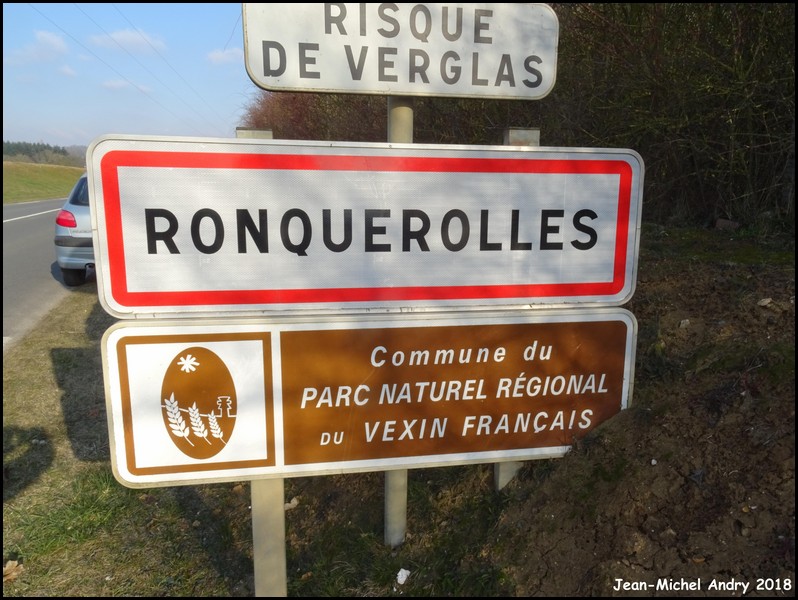 RISQUE
DE VERGLAS
RONQUEROLLES
Commune du
PARC NATUREL RÉGIONAL
DU VEXIN FRANÇAIS
Jean-Michel Andry 2018